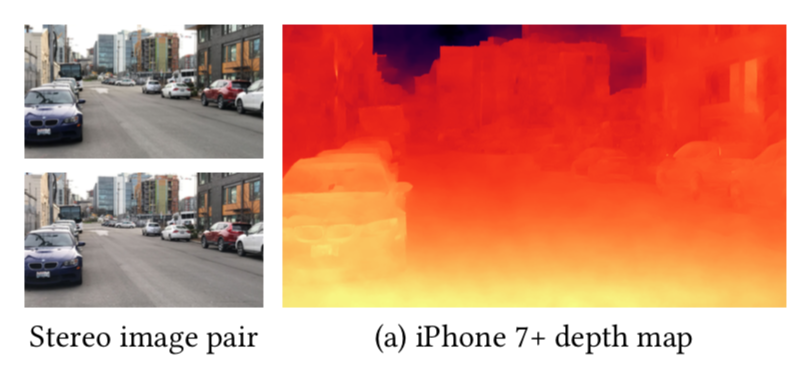 Stereo image pair
(a) iPhone 7+ depth map